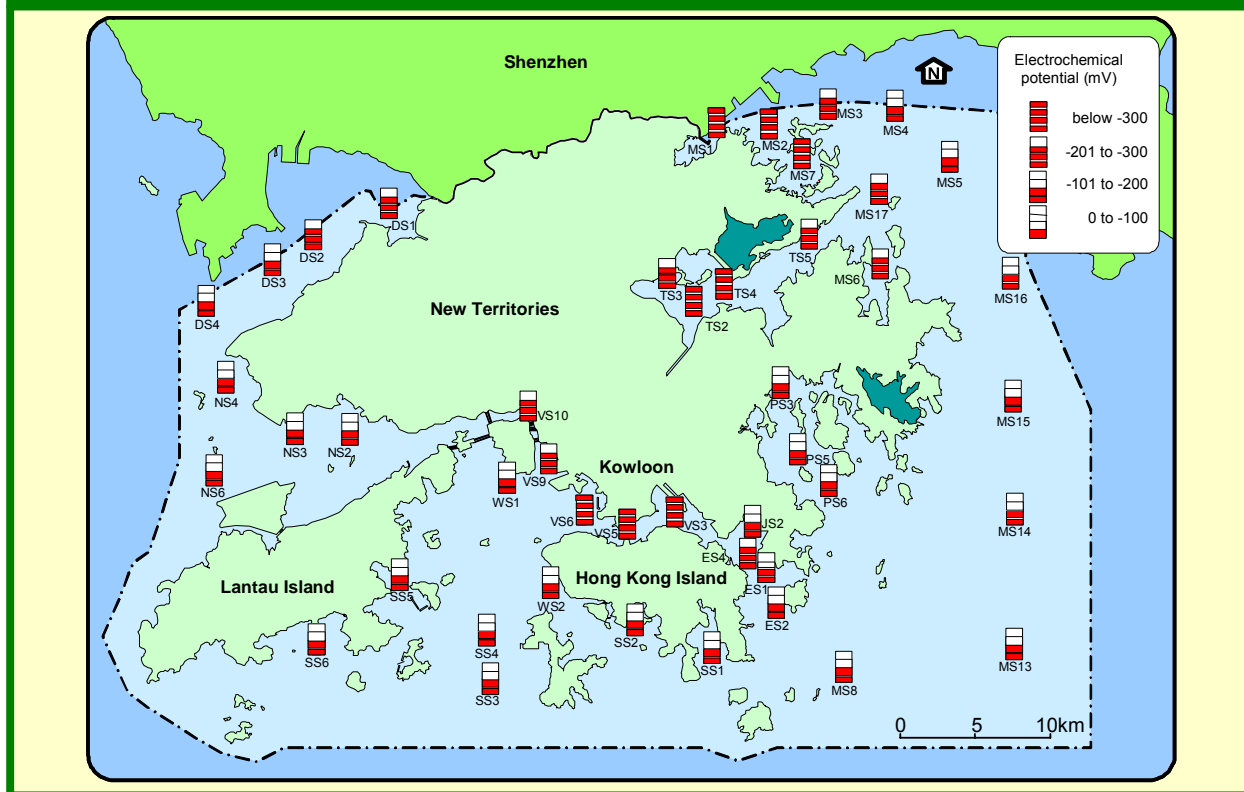 Shenzhen
N
Electrochemical
potential (mV)
below -300
-201 to -300
-101 to -200
0 to -100
MS3
MS4
MS1
MS2
MS7
MS5
MS17
DS1
DS2
TS5
DS3
MS6
TS3
TS4
MS16
New Territories
TS2
DS4
NS4
PS3
VS10
MS15
NS3
NS2
PS5
Kowloon
VS9
NS6
WS1
PS6
VS6
VS5
VS3
JS2
MS14
ES4
Lantau Island
Hong Kong Island
ES1
SS5
WS2
ES2
SS2
SS4
SS6
SS1
MS13
MS8
SS3
0 10km